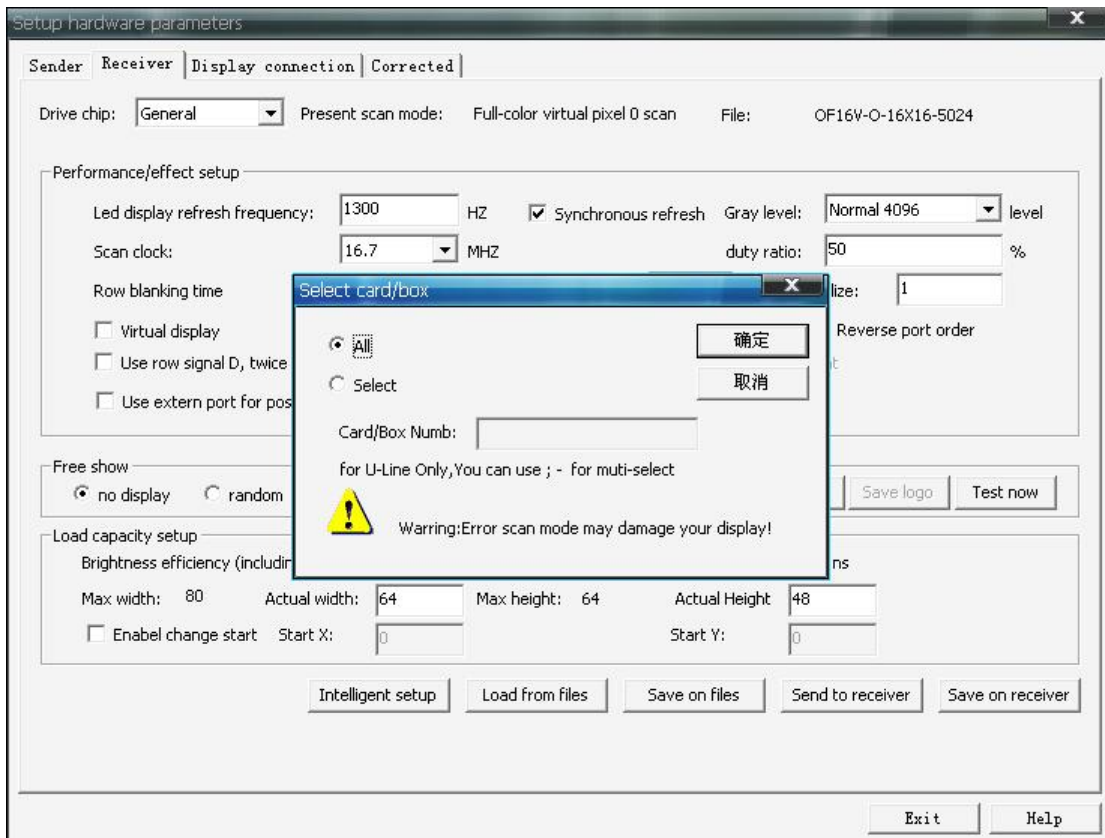 Setup hardware parameters
Sender Receiver Display connection Corrected
Drive chip: General Present scan mode: Full-color virtual pixel 0 scan File: OF16V-O-16X16-5024
Performance/effect setup
Led display refresh frequency: 1300 HZ Synchronous refresh Gray level: Normal 4096 level
Scan clock: 16.7 MHZ duty ratio: 50 %
Row blanking time lize: 1
Virtual display Reverse port order
Use row signal D, twice
Use extern port for pos
Select card/box
All
确定
Select
取消
Card/Box Numb:
for U-Line Only,You can use ; - for muti-select
Warring:Error scan mode may damage your display!
Free show
no display random Save logo Test now
Load capacity setup
Brightness efficiency (includin ns
Max width: 80 Actual width: 64 Max height: 64 Actual Height 48
Enabel change start Start X: 0 Start Y: 0
Intelligent setup Load from files Save on files Send to receiver Save on receiver
Exit Help